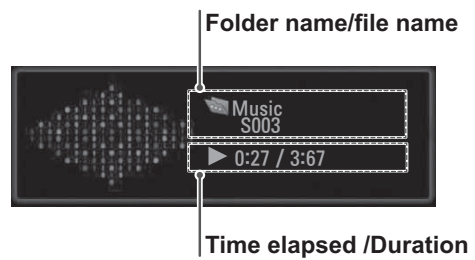 Folder name/file name
Music
S003
0:27 / 3:67
Time elapsed /Duration